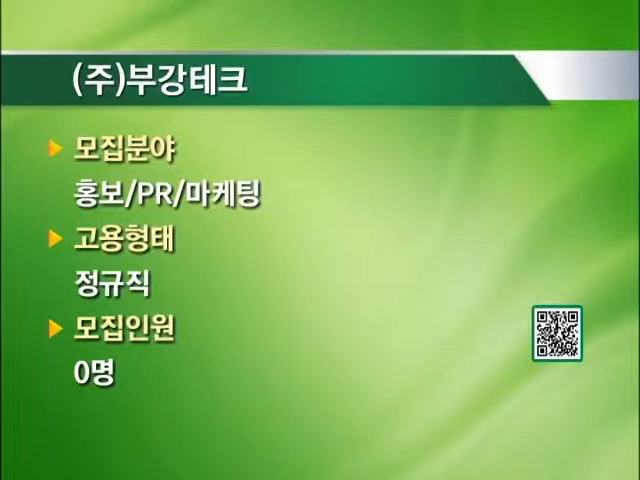 (주)부강테크
모집분야
홍보/PR/마케팅
고용형태
정규직
모집인원
0명